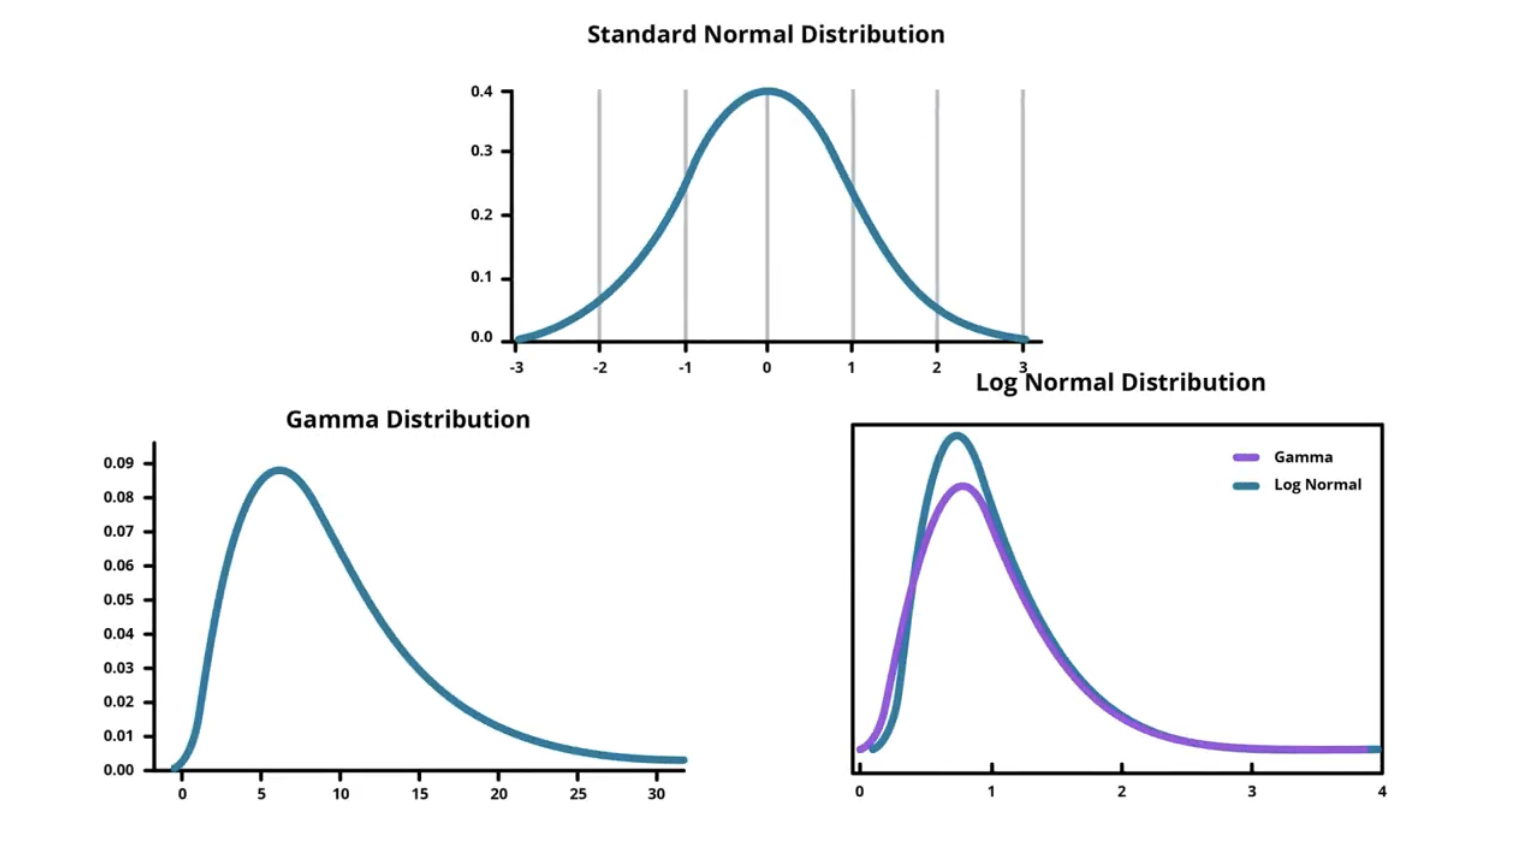 Standard Normal Distribution
0.4
0.3
0.2
0.1
0.0
-3 -2 -1 0 1 2 3
Log Normal Distribution
Gamma
Log Normal
0 1 2 3 4
Gamma Distribution
0.09
0.08
0.07
0.06
0.05
0.04
0.03
0.02
0.01
0.00
0 5 10 15 20 25 30